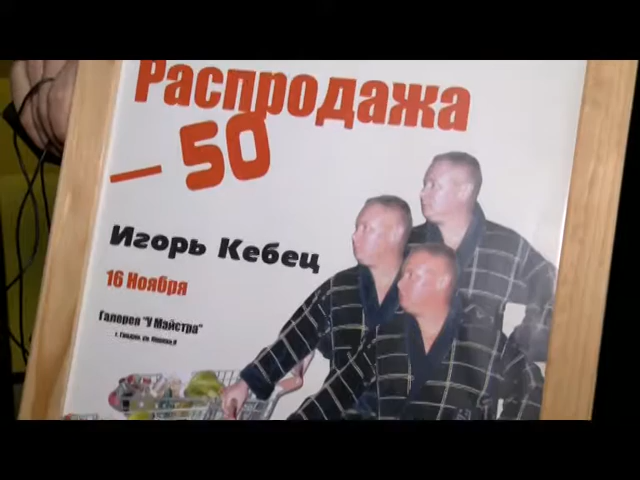 Распродажа
– 50
Игорь Кебец
16 Ноября
Галерея "У Майстра"